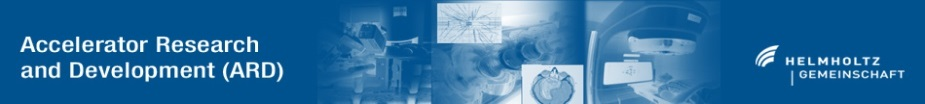 Accelerator Research
and Development (ARD)
HELMHOLTZ
GEMEINSCHAFT